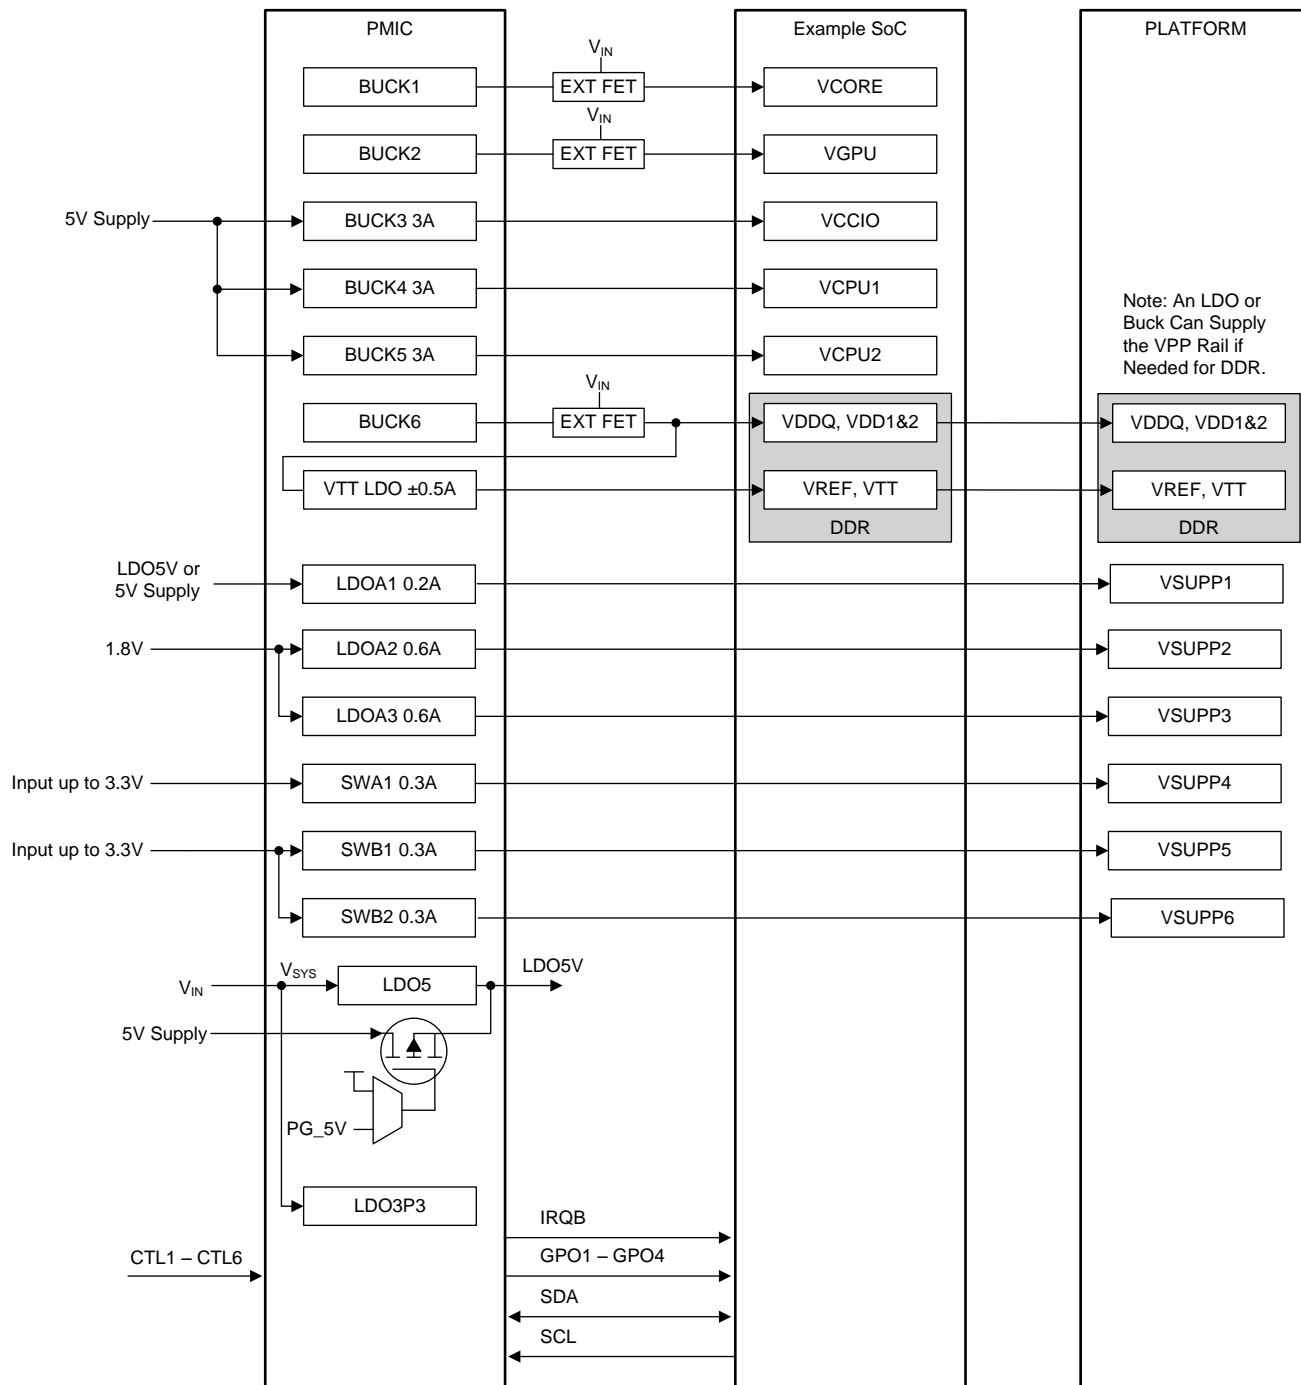 PMIC
Example SoC
PLATFORM
V_IN
BUCK1
EXT FET
VCORE
V_IN
BUCK2
EXT FET
VGPU
5V Supply
BUCK3 3A
VCCIO
BUCK4 3A
VCPU1
Note: An LDO or
Buck Can Supply
the VPP Rail if
Needed for DDR.
BUCK5 3A
VCPU2
V_IN
BUCK6
EXT FET
VDDQ, VDD1&2
VDDQ, VDD1&2
VTT LDO ±0.5A
VREF, VTT
VREF, VTT
DDR
DDR
LDO5V or
5V Supply
LDOA1 0.2A
VSUPP1
1.8V
LDOA2 0.6A
VSUPP2
LDOA3 0.6A
VSUPP3
Input up to 3.3V
SWA1 0.3A
VSUPP4
Input up to 3.3V
SWB1 0.3A
VSUPP5
SWB2 0.3A
VSUPP6
V_IN
V_SYS
LDO5
LDO5V
5V Supply
PG_5V
LDO3P3
IRQB
CTL1 – CTL6
GPO1 – GPO4
SDA
SCL